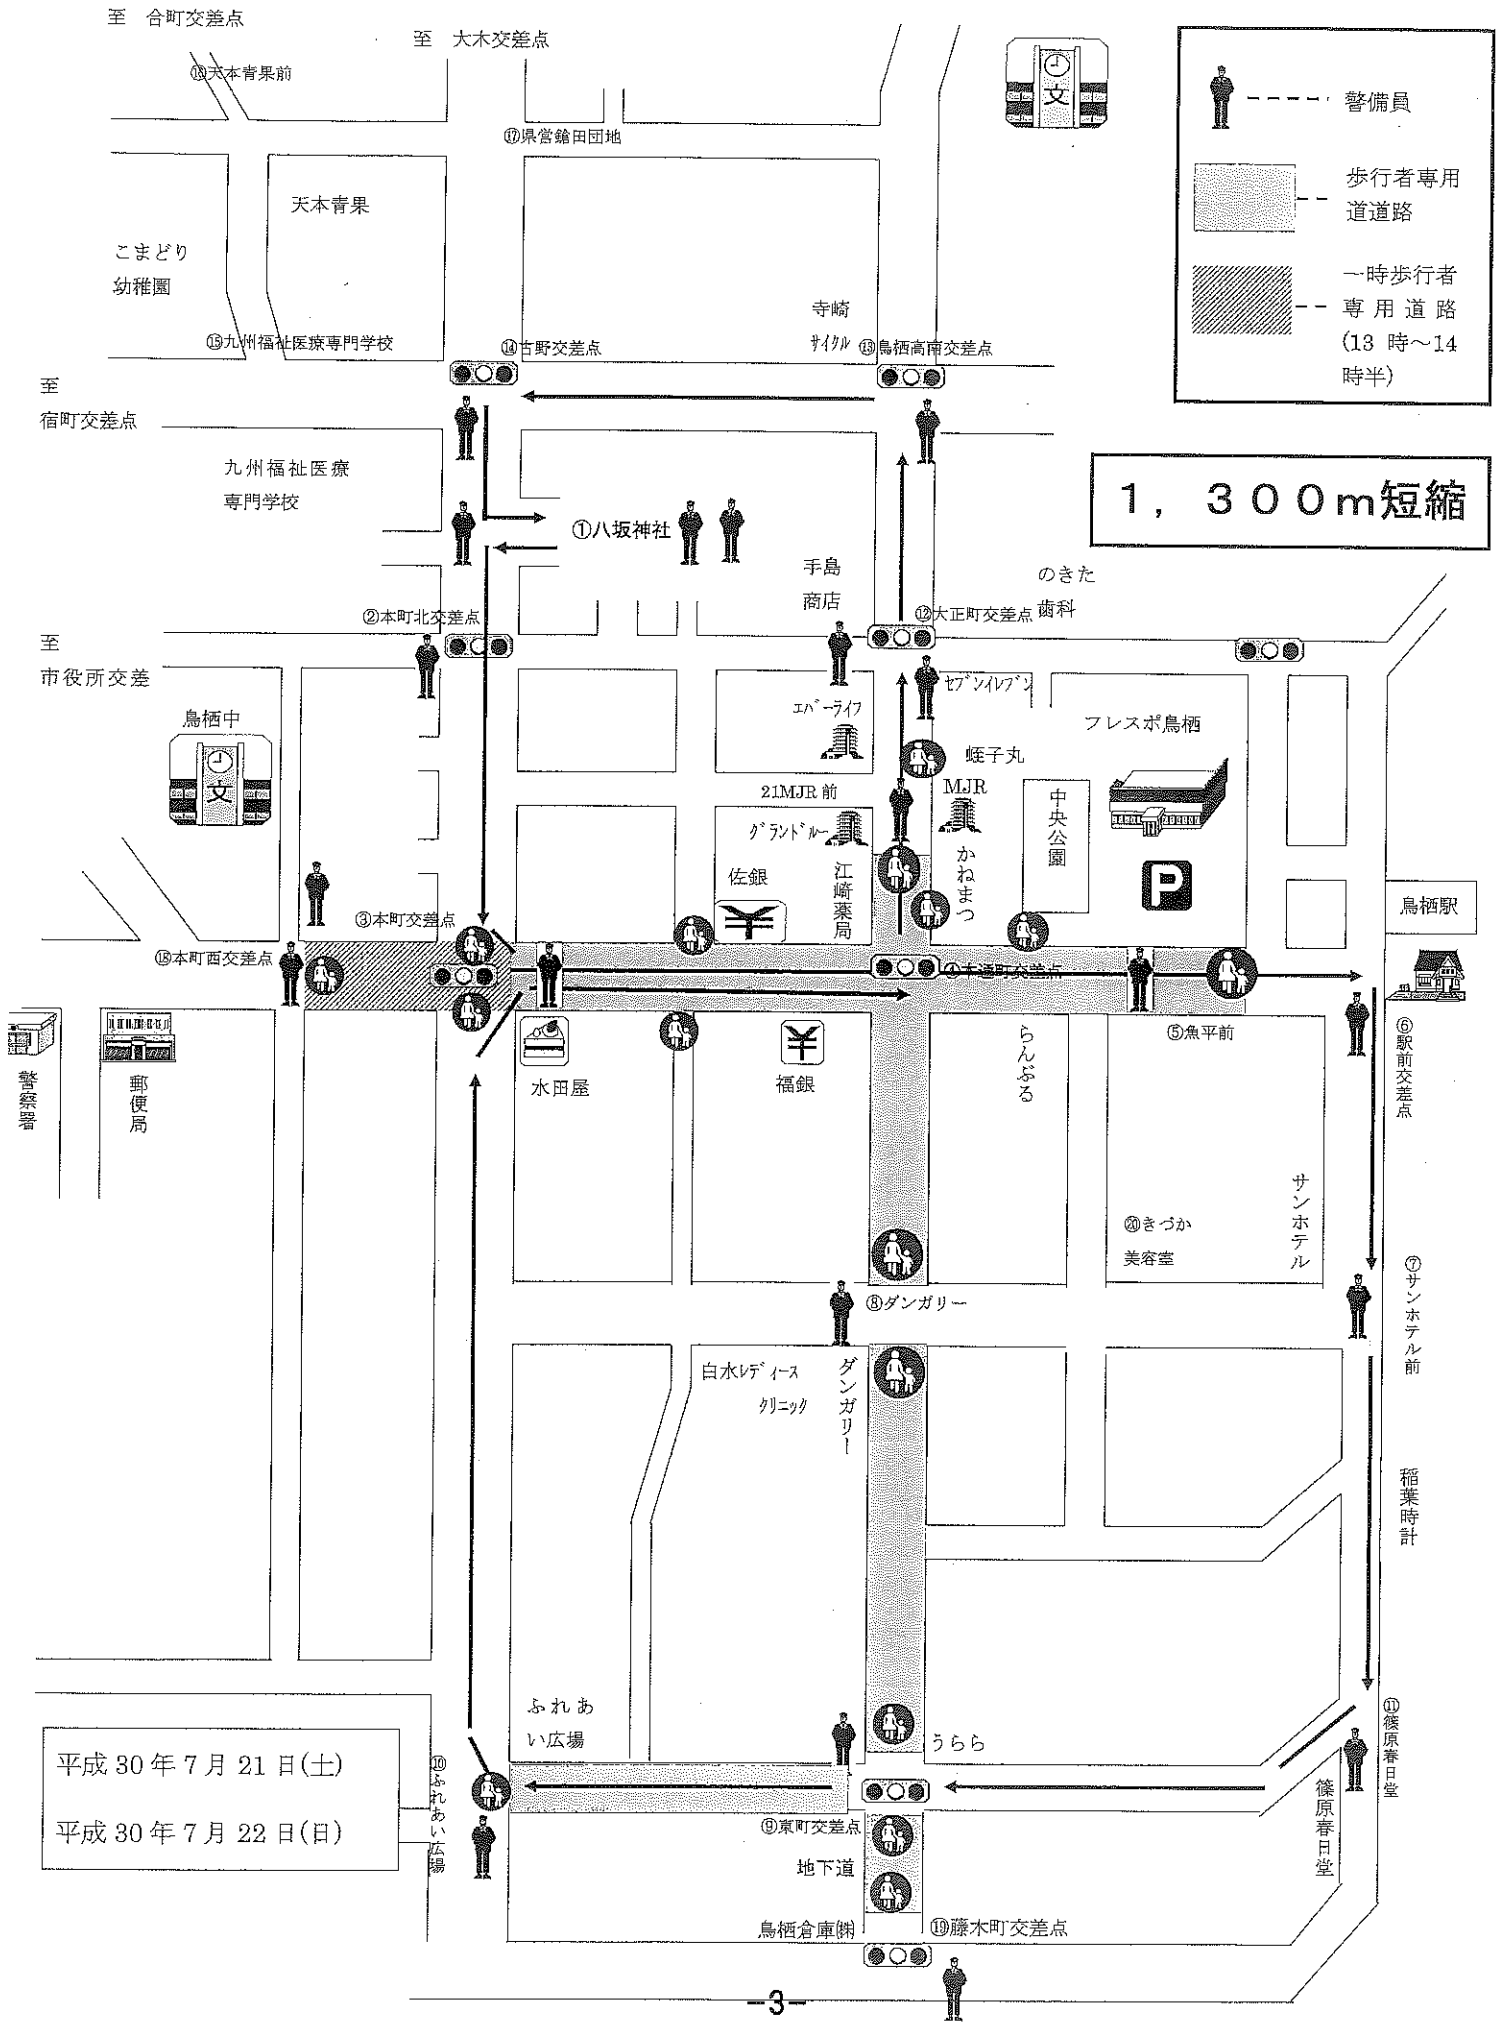 至 合町交差点
至 大木交差点
⑯天本青果前
⑰県営鎗田団地
文
警備員
歩行者専用
道道路
一時歩行者
専用道路
(13 時～14
時半)
天本青果
こまどり
幼稚園
寺崎
サイクル
⑮九州福祉医療専門学校
⑭古野交差点
⑬鳥栖高南交差点
至
宿町交差点
九州福祉医療
専門学校
1，300m短縮
①八坂神社
手島
商店
のきた
歯科
②本町北交差点
⑫大正町交差点
至
市役所交差
鳥栖中
文
エバーライフ
セブンイレブン
フレスポ鳥栖
蛭子丸
21MJR前
MJR
グランドルー
中央公園
佐銀
江崎薬局
かねまつ
P
鳥栖駅
③本町交差点
⑱本町西交差点
④本通町交差点
⑤魚平前
⑥駅前交差点
警察署
郵便局
水田屋
福銀
らんぶる
サンホテル
⑳きづか
美容室
⑦サンホテル前
⑧ダンガリー
白水レディース
クリニック
ダンガリー
稲葉時計
ふれあ
い広場
うらら
⑪篠原春日堂
平成 30 年 7 月 21 日(土)
平成 30 年 7 月 22 日(日)
⑩ふれあい広場
⑨東町交差点
地下道
篠原春日堂
鳥栖倉庫㈱
⑲藤木町交差点
-3-